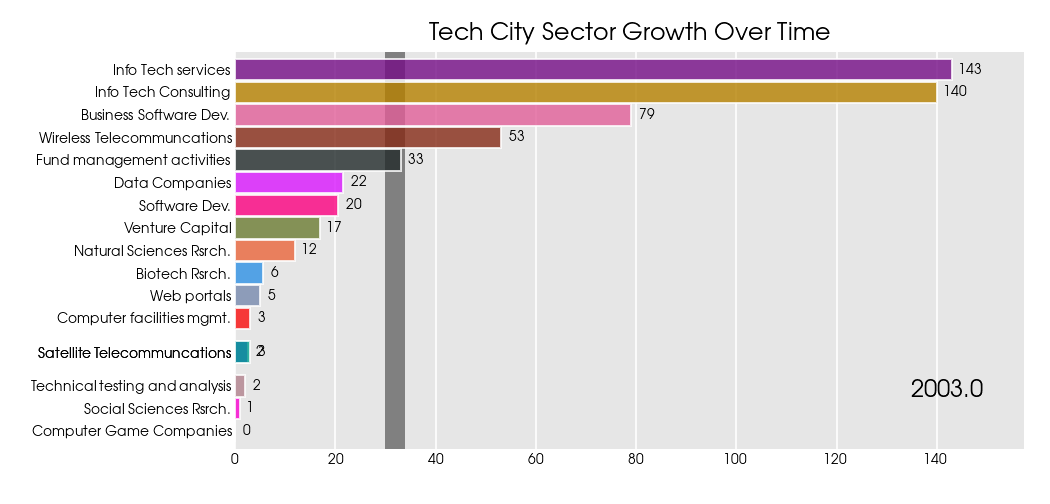 Tech City Sector Growth Over Time
Info Tech services 143
Info Tech Consulting 140
Business Software Dev. 79
Wireless Telecommuncations 53
Fund management activities 33
Data Companies 22
Software Dev. 20
Venture Capital 17
Natural Sciences Rsrch. 12
Biotech Rsrch. 6
Web portals 5
Computer facilities mgmt. 3
Satellite Telecommuncations
Technical testing and analysis 2
2003.0
Social Sciences Rsrch. 1
Computer Game Companies 0
0 20 40 60 80 100 120 140